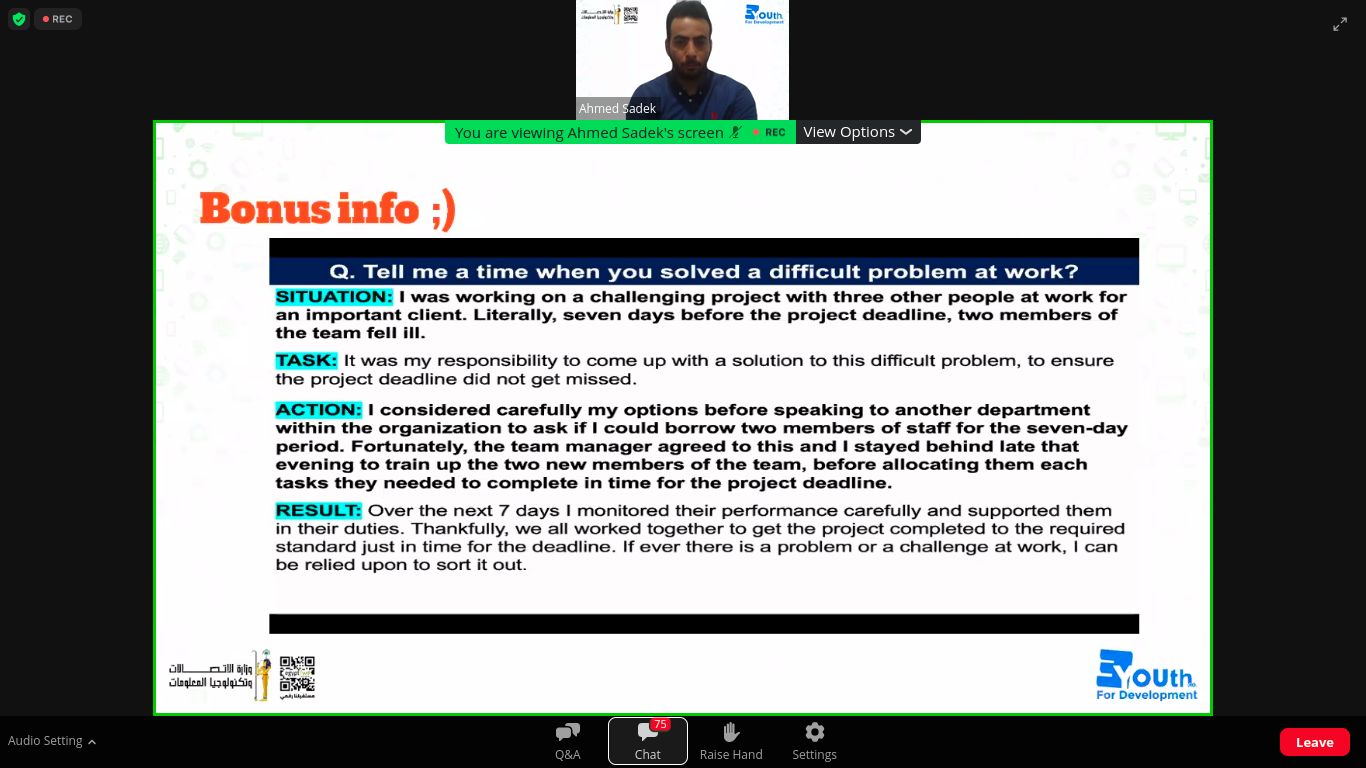 REC
وزارة الاتصـــــالات
وتكنولوجيا المعلومات
EYouth
For Development
Ahmed Sadek
You are viewing Ahmed Sadek's screen
REC
View Options
Bonus info ;)
Q. Tell me a time when you solved a difficult problem at work?
SITUATION: I was working on a challenging project with three other people at work for
an important client. Literally, seven days before the project deadline, two members of
the team fell ill.
TASK: It was my responsibility to come up with a solution to this difficult problem, to ensure
the project deadline did not get missed.
ACTION: I considered carefully my options before speaking to another department
within the organization to ask if I could borrow two members of staff for the seven-day
period. Fortunately, the team manager agreed to this and I stayed behind late that
evening to train up the two new members of the team, before allocating them each
tasks they needed to complete in time for the project deadline.
RESULT: Over the next 7 days I monitored their performance carefully and supported them
in their duties. Thankfully, we all worked together to get the project completed to the required
standard just in time for the deadline. If ever there is a problem or a challenge at work, I can
be relied upon to sort it out.
وزارة الاتصـــــالات
وتكنولوجيا المعلومات
مستقبلنا رقمي
EYouth
For Development
Audio Setting
Q&A
75
Chat
Raise Hand
Settings
Leave